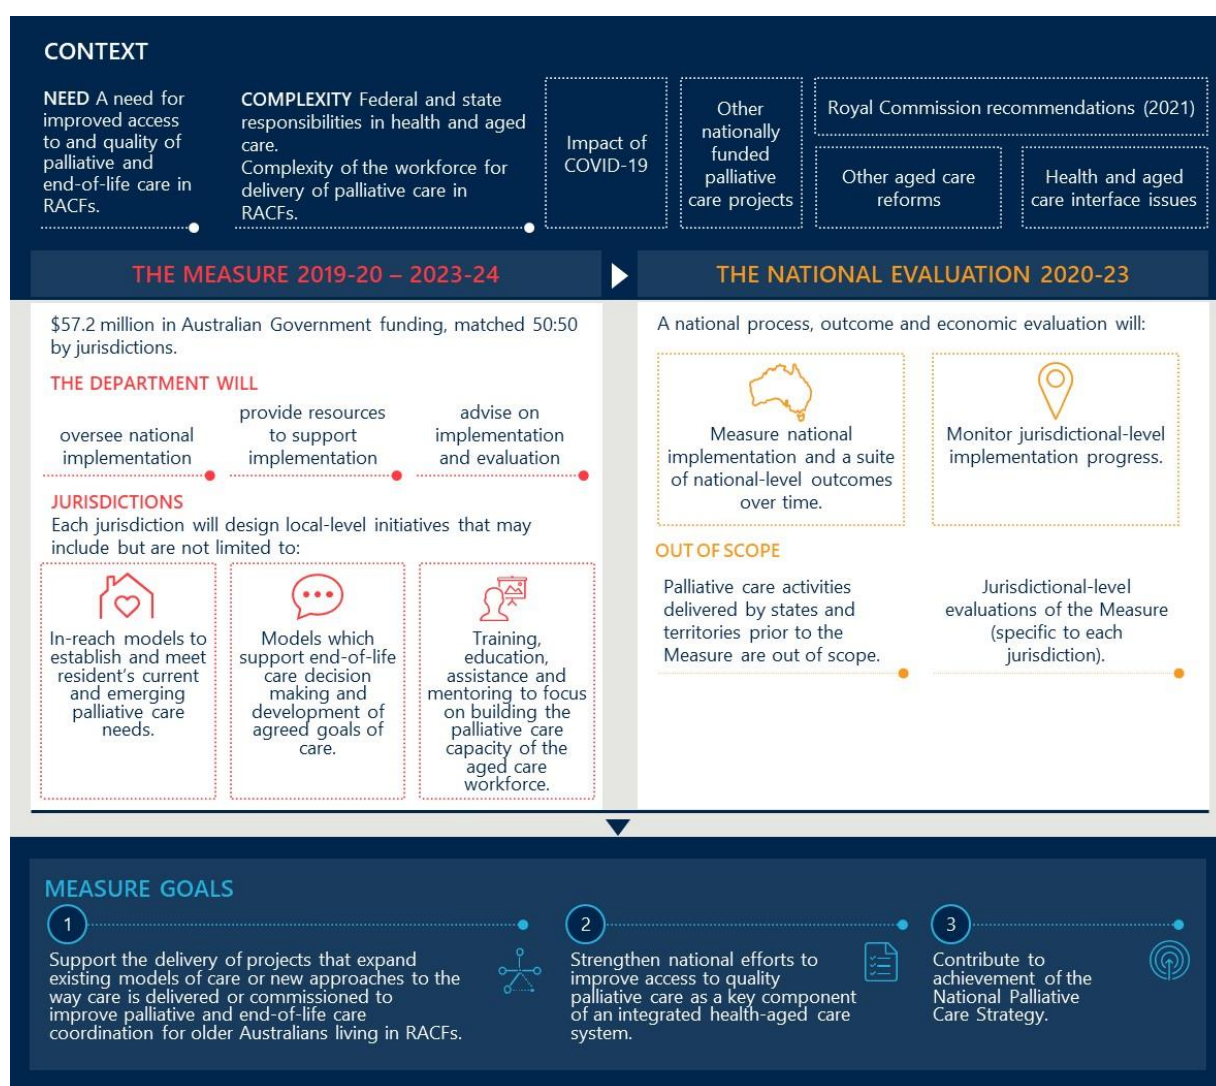 CONTEXT
NEED A need for
improved access
to and quality of
palliative and
end-of-life care in
RACFs.
COMPLEXITY Federal and state
responsibilities in health and aged
care.
Complexity of the workforce for
delivery of palliative care in
RACFs.
Impact of
COVID-19
Other
nationally
funded
palliative
care projects
Royal Commission recommendations (2021)
Other aged care
reforms
Health and aged
care interface issues
THE MEASURE 2019-20 – 2023-24
THE NATIONAL EVALUATION 2020-23
$57.2 million in Australian Government funding, matched 50:50
by jurisdictions.
THE DEPARTMENT WILL
oversee national
implementation
provide resources
to support
implementation
advise on
implementation
and evaluation
JURISDICTIONS
Each jurisdiction will design local-level initiatives that may
include but are not limited to:
In-reach models to
establish and meet
resident's current
and emerging
palliative care
needs.
Models which
support end-of-life
care decision
making and
development of
agreed goals of
care.
Training,
education,
assistance and
mentoring to focus
on building the
palliative care
capacity of the
aged care
workforce.
A national process, outcome and economic evaluation will:
Measure national
implementation and a suite
of national-level outcomes
over time.
Monitor jurisdictional-level
implementation progress.
OUT OF SCOPE
Palliative care activities
delivered by states and
territories prior to the
Measure are out of scope.
Jurisdictional-level
evaluations of the Measure
(specific to each
jurisdiction).
MEASURE GOALS
1
Support the delivery of projects that expand
existing models of care or new approaches to the
way care is delivered or commissioned to
improve palliative and end-of-life care
coordination for older Australians living in RACFs.
2
Strengthen national efforts to
improve access to quality
palliative care as a key component
of an integrated health-aged care
system.
3
Contribute to
achievement of the
National Palliative
Care Strategy.